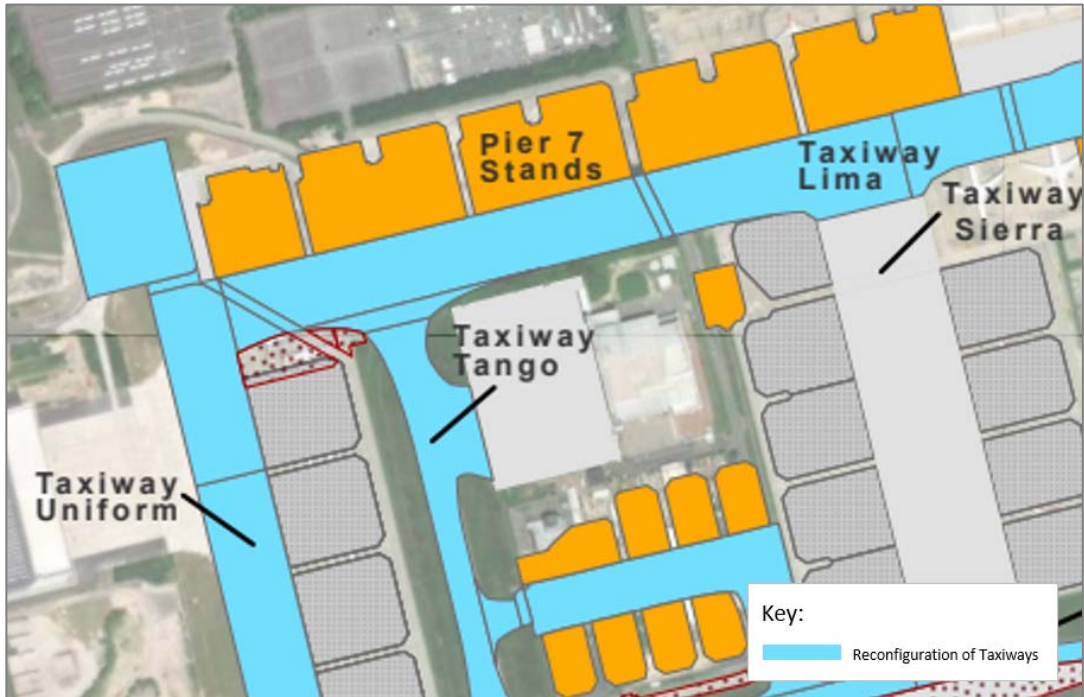 Pier 7
Stands
Taxiway
Lima
Taxiway
Sierra
Taxiway
Tango
Taxiway
Uniform
Key:
Reconfiguration of Taxiways